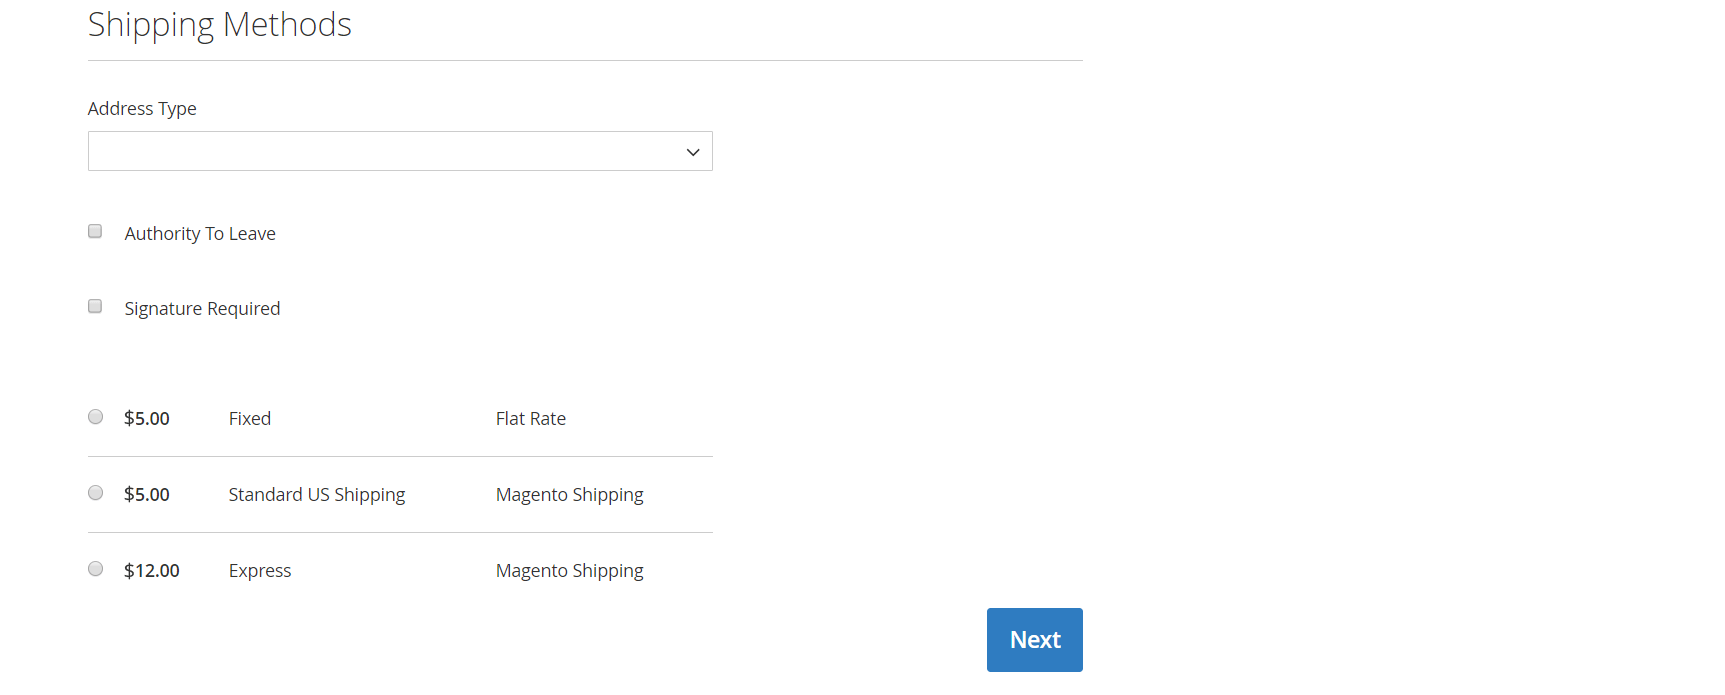 Shipping Methods
Address Type
Authority To Leave
Signature Required
$5.00 Fixed Flat Rate
$5.00 Standard US Shipping Magento Shipping
$12.00 Express Magento Shipping
Next